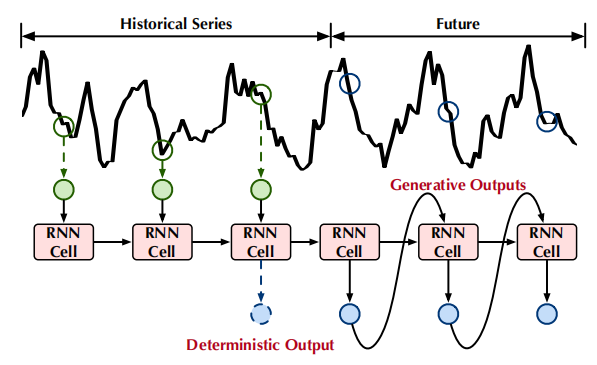 Historical Series
Future
Generative Outputs
RNN
Cell
RNN
Cell
RNN
Cell
RNN
Cell
RNN
Cell
RNN
Cell
Deterministic Output